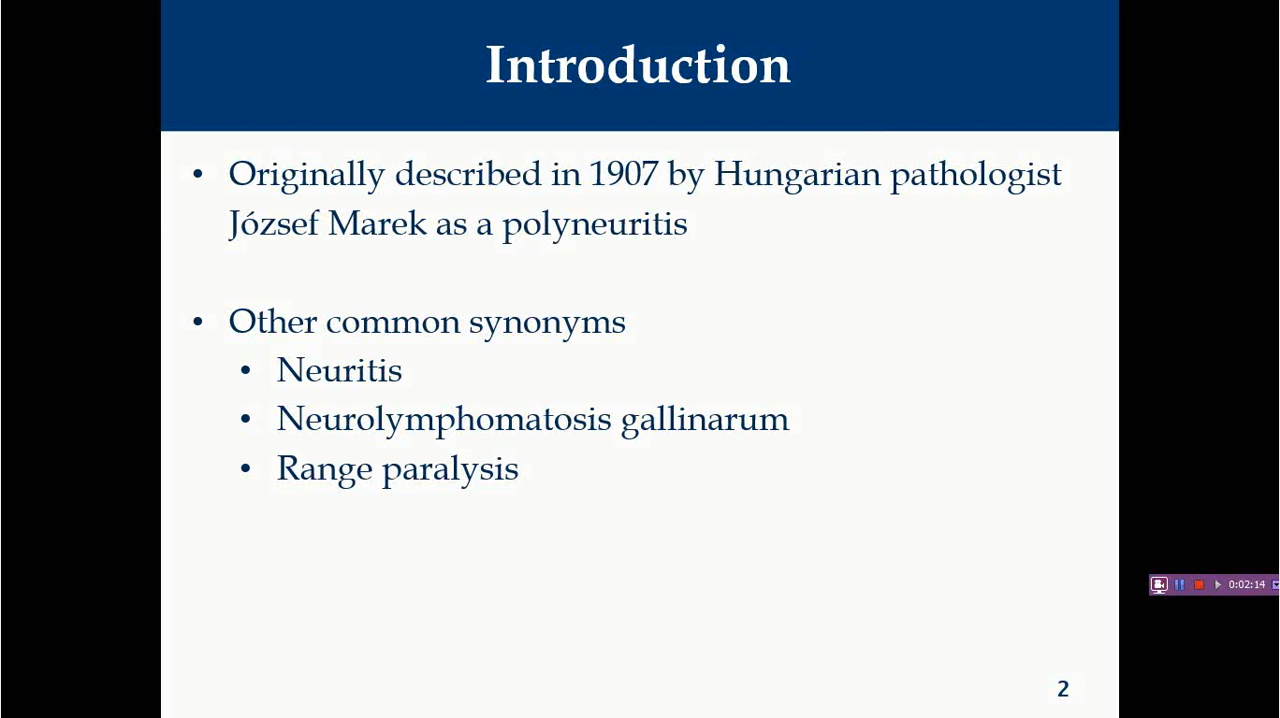 Introduction
• Originally described in 1907 by Hungarian pathologist
József Marek as a polyneuritis
• Other common synonyms
• Neuritis
• Neurolymphomatosis gallinarum
• Range paralysis
0:02:14
2